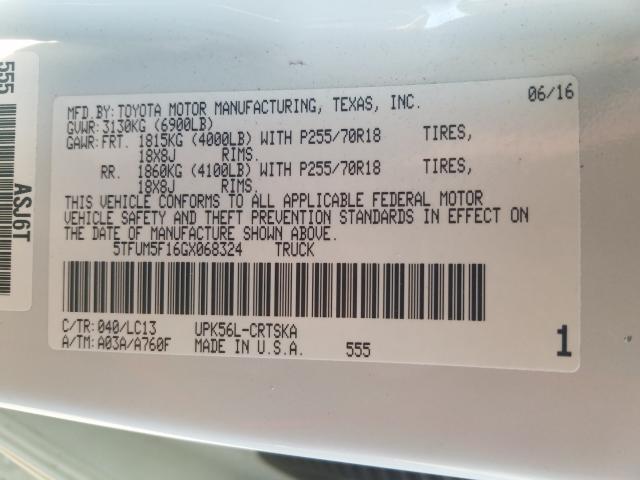 MFD.BY: TOYOTA MOTOR MANUFACTURING, TEXAS, INC. 06/16
GVWR: 3130KG (6900LB)
GAWR: FRT. 1815KG (4000LB) WITH P255/70R18 TIRES,
18X8J RIMS.
RR. 1860KG (4100LB) WITH P255/70R18 TIRES,
18X8J RIMS.
THIS VEHICLE CONFORMS TO ALL APPLICABLE FEDERAL MOTOR
VEHICLE SAFETY AND THEFT PREVENTION STANDARDS IN EFFECT ON
THE DATE OF MANUFACTURE SHOWN ABOVE.
5TFUM5F16GX068324 TRUCK
C/TR: 040/LC13 UPK56L-CRTSKA
A/TM: A03A/A760F MADE IN U.S.A. 555 1
555
ASJ6T